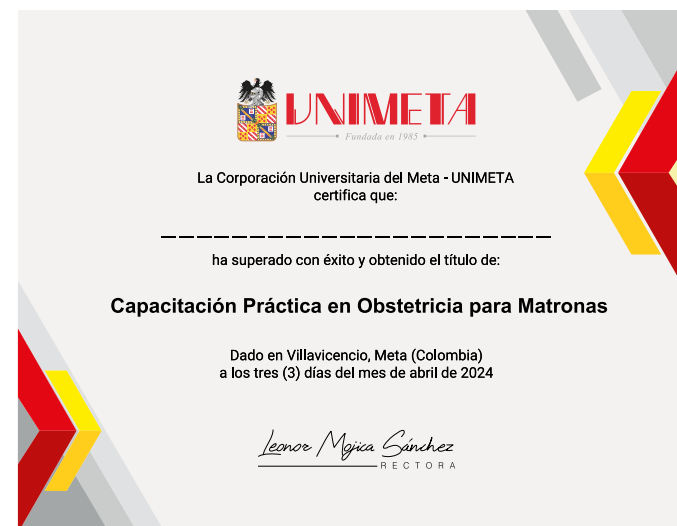 UNIMETA
Fundada en 1985
La Corporación Universitaria del Meta - UNIMETA
certifica que:
ha superado con éxito y obtenido el título de:
Capacitación Práctica en Obstetricia para Matronas
Dado en Villavicencio, Meta (Colombia)
a los tres (3) días del mes de abril de 2024
Leonor Mojica Sánchez
RECTORA